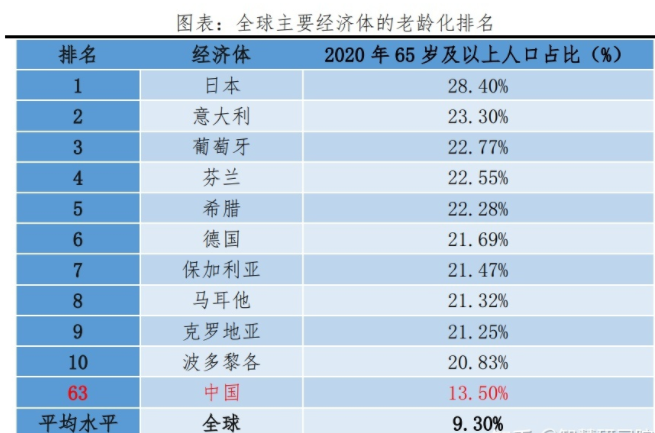 图表：全球主要经济体的老龄化排名
排名 经济体 2020 年 65 岁及以上人口占比（%）
1 日本 28.40%
2 意大利 23.30%
3 葡萄牙 22.77%
4 芬兰 22.55%
5 希腊 22.28%
6 德国 21.69%
7 保加利亚 21.47%
8 马耳他 21.32%
9 克罗地亚 21.25%
10 波多黎各 20.83%
63 中国 13.50%
平均水平 全球 9.30%